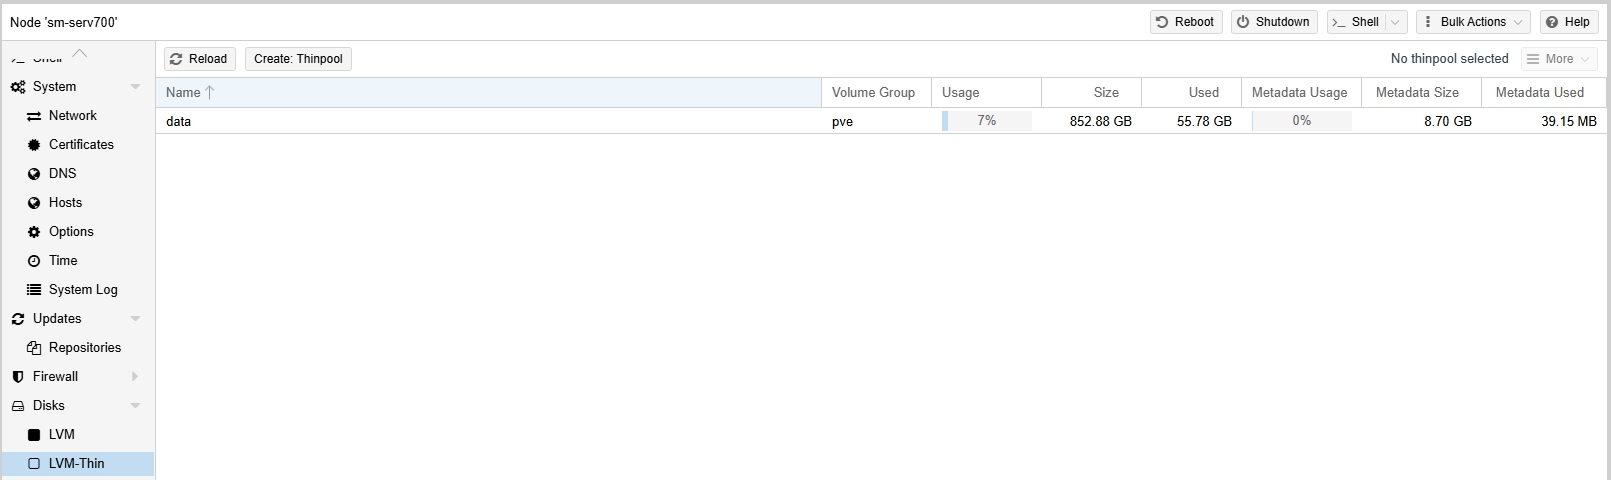 Node 'sm-serv700'
Reboot
Shutdown
Shell
Bulk Actions
Help
Shell
System
Network
Certificates
DNS
Hosts
Options
Time
System Log
Updates
Repositories
Firewall
Disks
LVM
LVM-Thin
Reload
Create: Thinpool
No thinpool selected
More
Name Volume Group Usage Size Used Metadata Usage Metadata Size Metadata Used
data pve 7% 852.88 GB 55.78 GB 0% 8.70 GB 39.15 MB